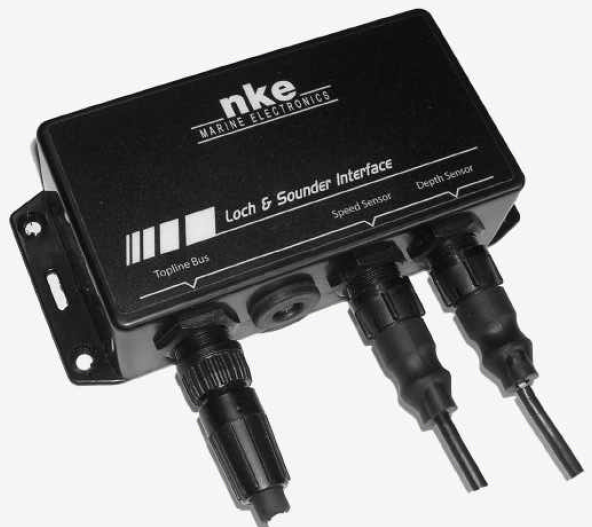 nke
MARINE ELECTRONICS
Loch & Sounder Interface
Topline Bus
Speed Sensor
Depth Sensor